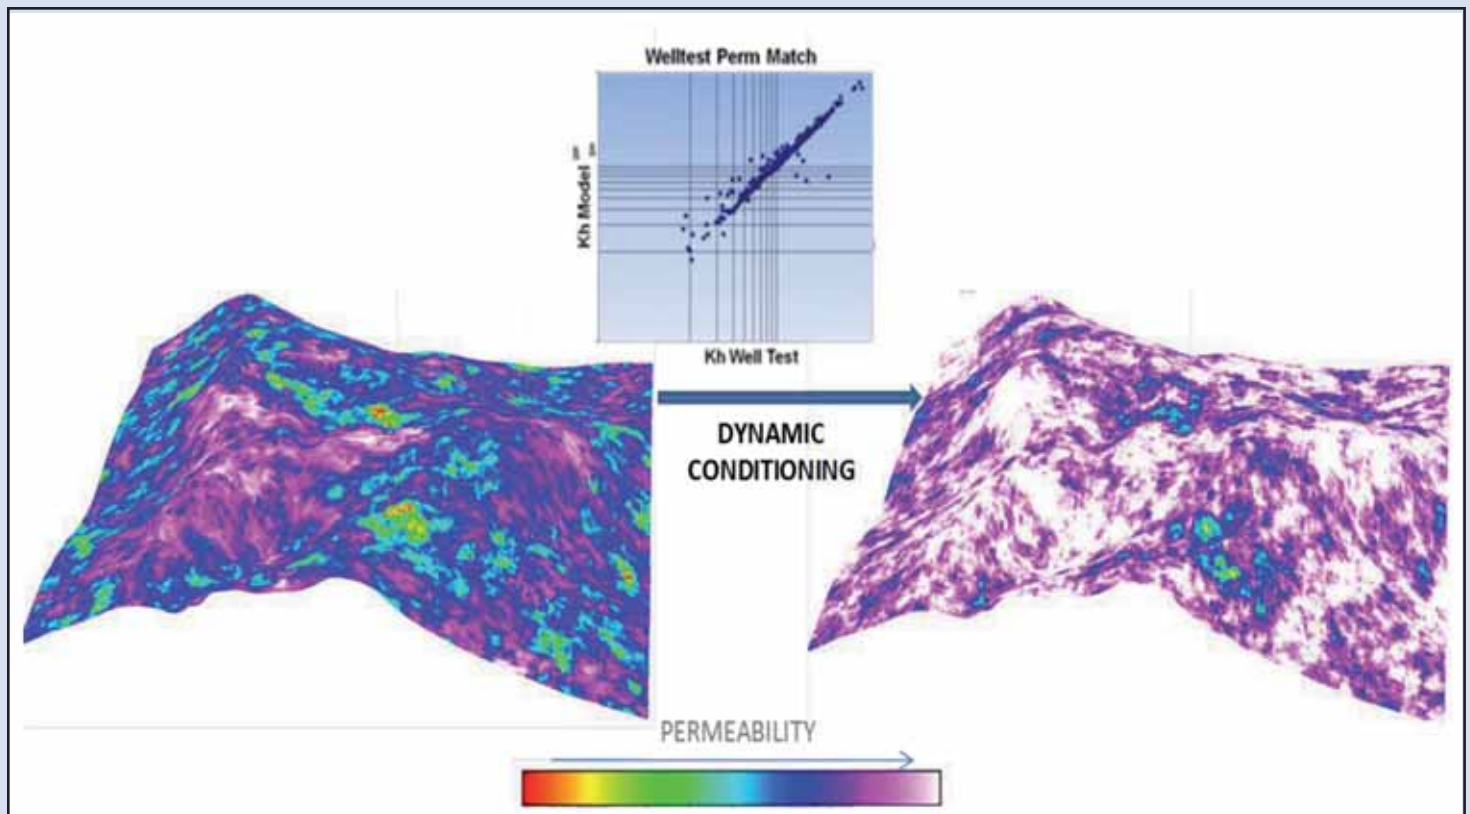 Welltest Perm Match
Kh Model
Kh Well Test
DYNAMIC
CONDITIONING
PERMEABILITY